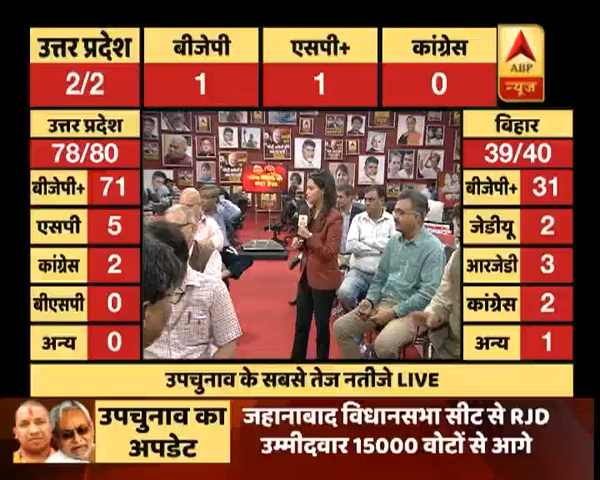 उत्तर प्रदेश
2/2
बीजेपी
1
एसपी+
1
कांग्रेस
0
ABP
न्यूज़
उत्तर प्रदेश
78/80
बीजेपी+ 71
एसपी 5
कांग्रेस 2
बीएसपी 0
अन्य 0
बिहार
39/40
बीजेपी+ 31
जेडीयू 2
आरजेडी 3
कांग्रेस 2
अन्य 1
उपचुनाव के सबसे तेज नतीजे LIVE
उपचुनाव का
अपडेट
जहानाबाद विधानसभा सीट से RJD
उम्मीदवार 15000 वोटों से आगे